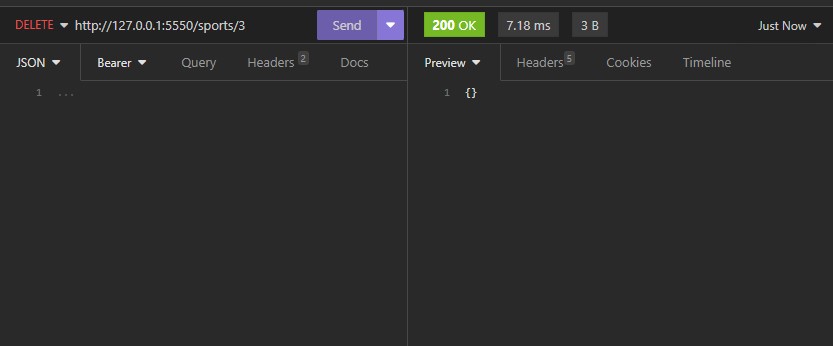 DELETE http://127.0.0.1:5550/sports/3 Send 200 OK 7.18 ms 3 B Just Now
JSON Bearer Query Headers 2 Docs Preview Headers 5 Cookies Timeline
1 ... 1 {}